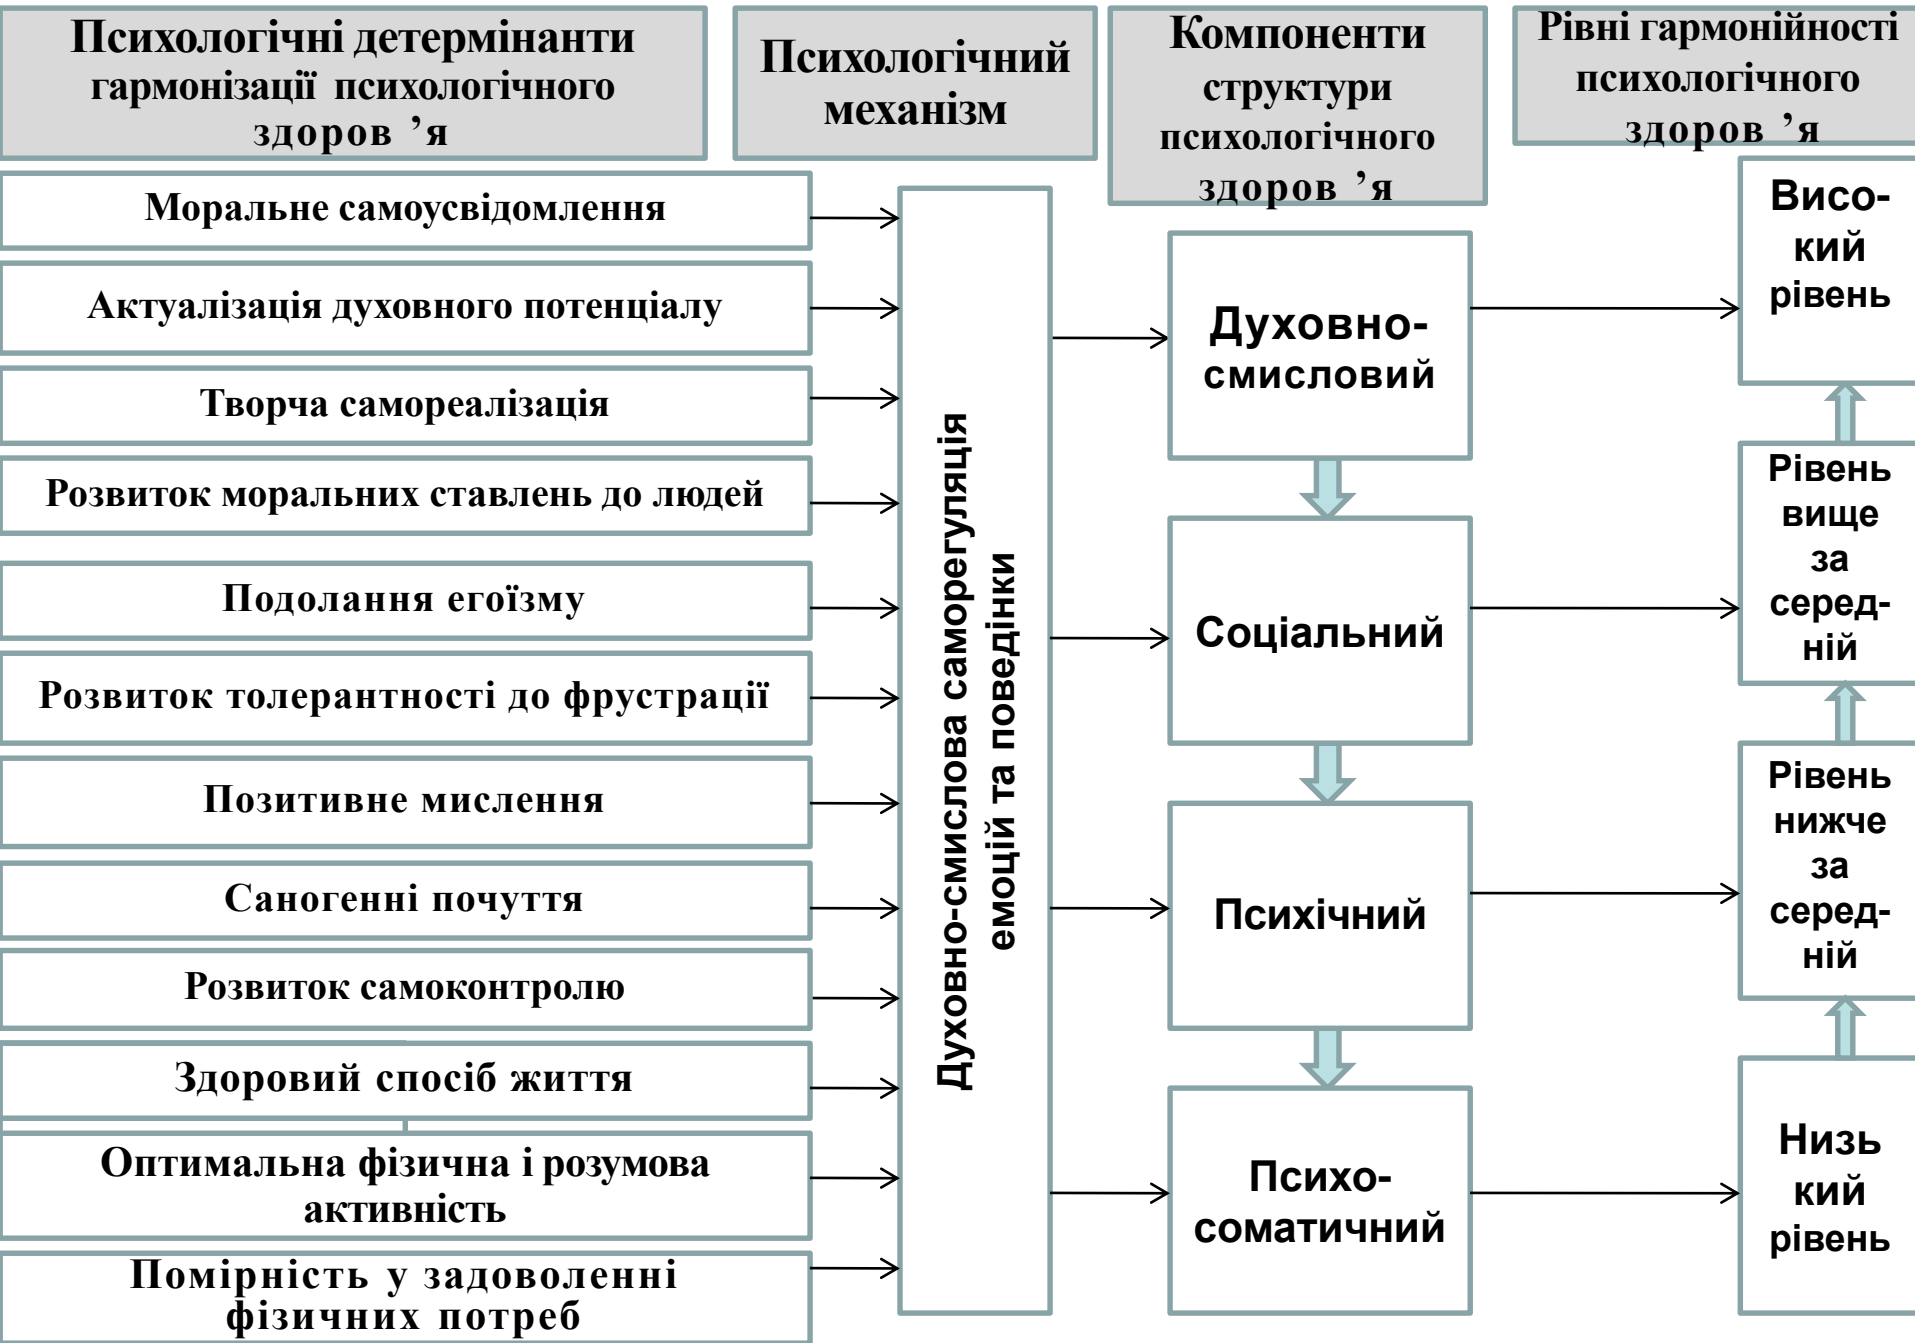 Психологічні детермінанти
гармонізації психологічного
здоров ’я
Психологічний
механізм
Компоненти
структури
психологічного
здоров ’я
Рівні гармонійності
психологічного
здоров ’я
Моральне самоусвідомлення
Актуалізація духовного потенціалу
Творча самореалізація
Розвиток моральних ставлень до людей
Подолання егоїзму
Розвиток толерантності до фрустрації
Позитивне мислення
Саногенні почуття
Розвиток самоконтролю
Здоровий спосіб життя
Оптимальна фізична і розумова
активність
Помірність у задоволенні
фізичних потреб
Духовно-смислова саморегуляція
емоцій та поведінки
Духовно-
смисловий
Соціальний
Психічний
Психо-
соматичний
Висо-
кий
рівень
Рівень
вище
за
серед-
ній
Рівень
нижче
за
серед-
ній
Низь
кий
рівень